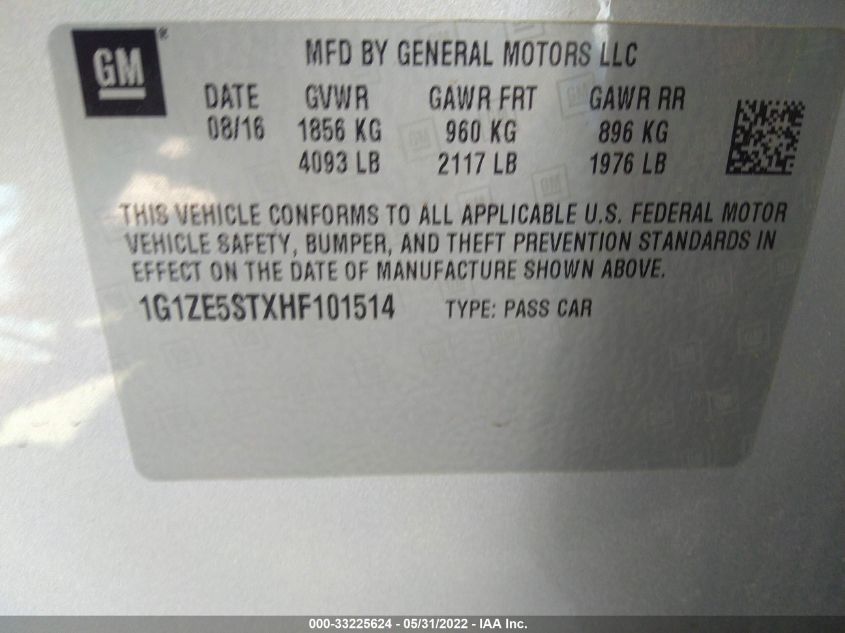 GM®
MFD BY GENERAL MOTORS LLC
DATE GVWR GAWR FRT GAWR RR
08/16 1856 KG 960 KG 896 KG
4093 LB 2117 LB 1976 LB
THIS VEHICLE CONFORMS TO ALL APPLICABLE U.S. FEDERAL MOTOR
VEHICLE SAFETY, BUMPER, AND THEFT PREVENTION STANDARDS IN
EFFECT ON THE DATE OF MANUFACTURE SHOWN ABOVE.
1G1ZE5STXHF101514 TYPE: PASS CAR
000-33225624 - 05/31/2022 - IAA Inc.